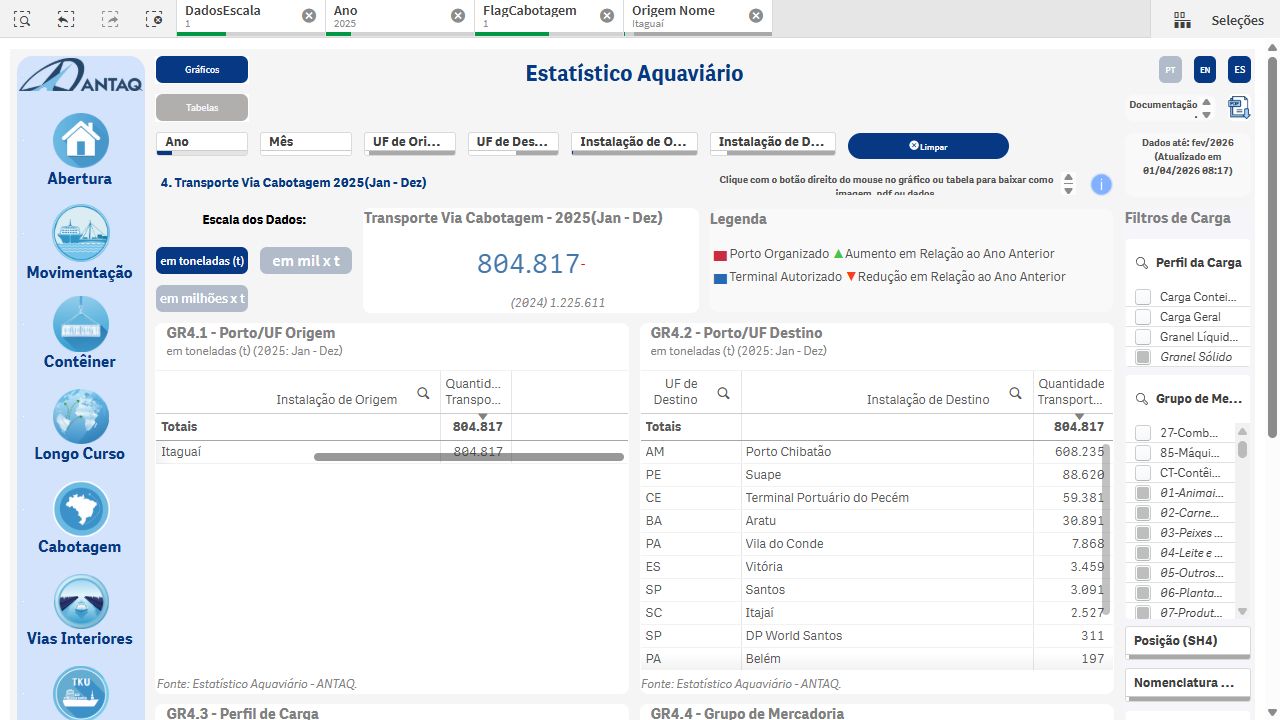 DadosEscala
1
Ano
2025
FlagCabotagem
1
Origem Nome
Itaguaí
Seleções
ANTAQ
Abertura
Movimentação
Contêiner
Longo Curso
Cabotagem
Vias Interiores
TKU
Gráficos
Tabelas
Estatístico Aquaviário
PT
EN
ES
Documentação
Ano
Mês
UF de Ori...
UF de Des...
Instalação de O...
Instalação de D...
Limpar
Dados até: fev/2026
(Atualizado em
01/04/2026 08:17)
4. Transporte Via Cabotagem 2025(Jan - Dez)
Clique com o botão direito do mouse no gráfico ou tabela para baixar como
imagem, pdf ou dados
i
Escala dos Dados:
em toneladas (t)
em mil x t
em milhões x t
Transporte Via Cabotagem - 2025(Jan - Dez)
804.817-
(2024) 1.225.611
Legenda
Porto Organizado ▲Aumento em Relação ao Ano Anterior
Terminal Autorizado ▼Redução em Relação ao Ano Anterior
GR4.1 - Porto/UF Origem
em toneladas (t) (2025: Jan - Dez)
Instalação de Origem
Quantid...
Transpo...
Totais 804.817
Itaguaí 804.817
Fonte: Estatístico Aquaviário - ANTAQ.
GR4.2 - Porto/UF Destino
em toneladas (t) (2025: Jan - Dez)
UF de
Destino
Instalação de Destino
Quantidade
Transport...
Totais 804.817
AM Porto Chibatão 608.235
PE Suape 88.620
CE Terminal Portuário do Pecém 59.381
BA Aratu 30.891
PA Vila do Conde 7.868
ES Vitória 3.459
SP Santos 3.091
SC Itajaí 2.527
SP DP World Santos 311
PA Belém 197
Fonte: Estatístico Aquaviário - ANTAQ.
GR4.3 - Perfil de Carga
GR4.4 - Grupo de Mercadoria
Filtros de Carga
Perfil da Carga
Carga Contei...
Carga Geral
Granel Líquid...
Granel Sólido
Grupo de Me...
27-Comb...
85-Máqui...
CT-Contêi...
01-Animai...
02-Carne...
03-Peixes ...
04-Leite e ...
05-Outros...
06-Planta...
07-Produt...
Posição (SH4)
Nomenclatura ...